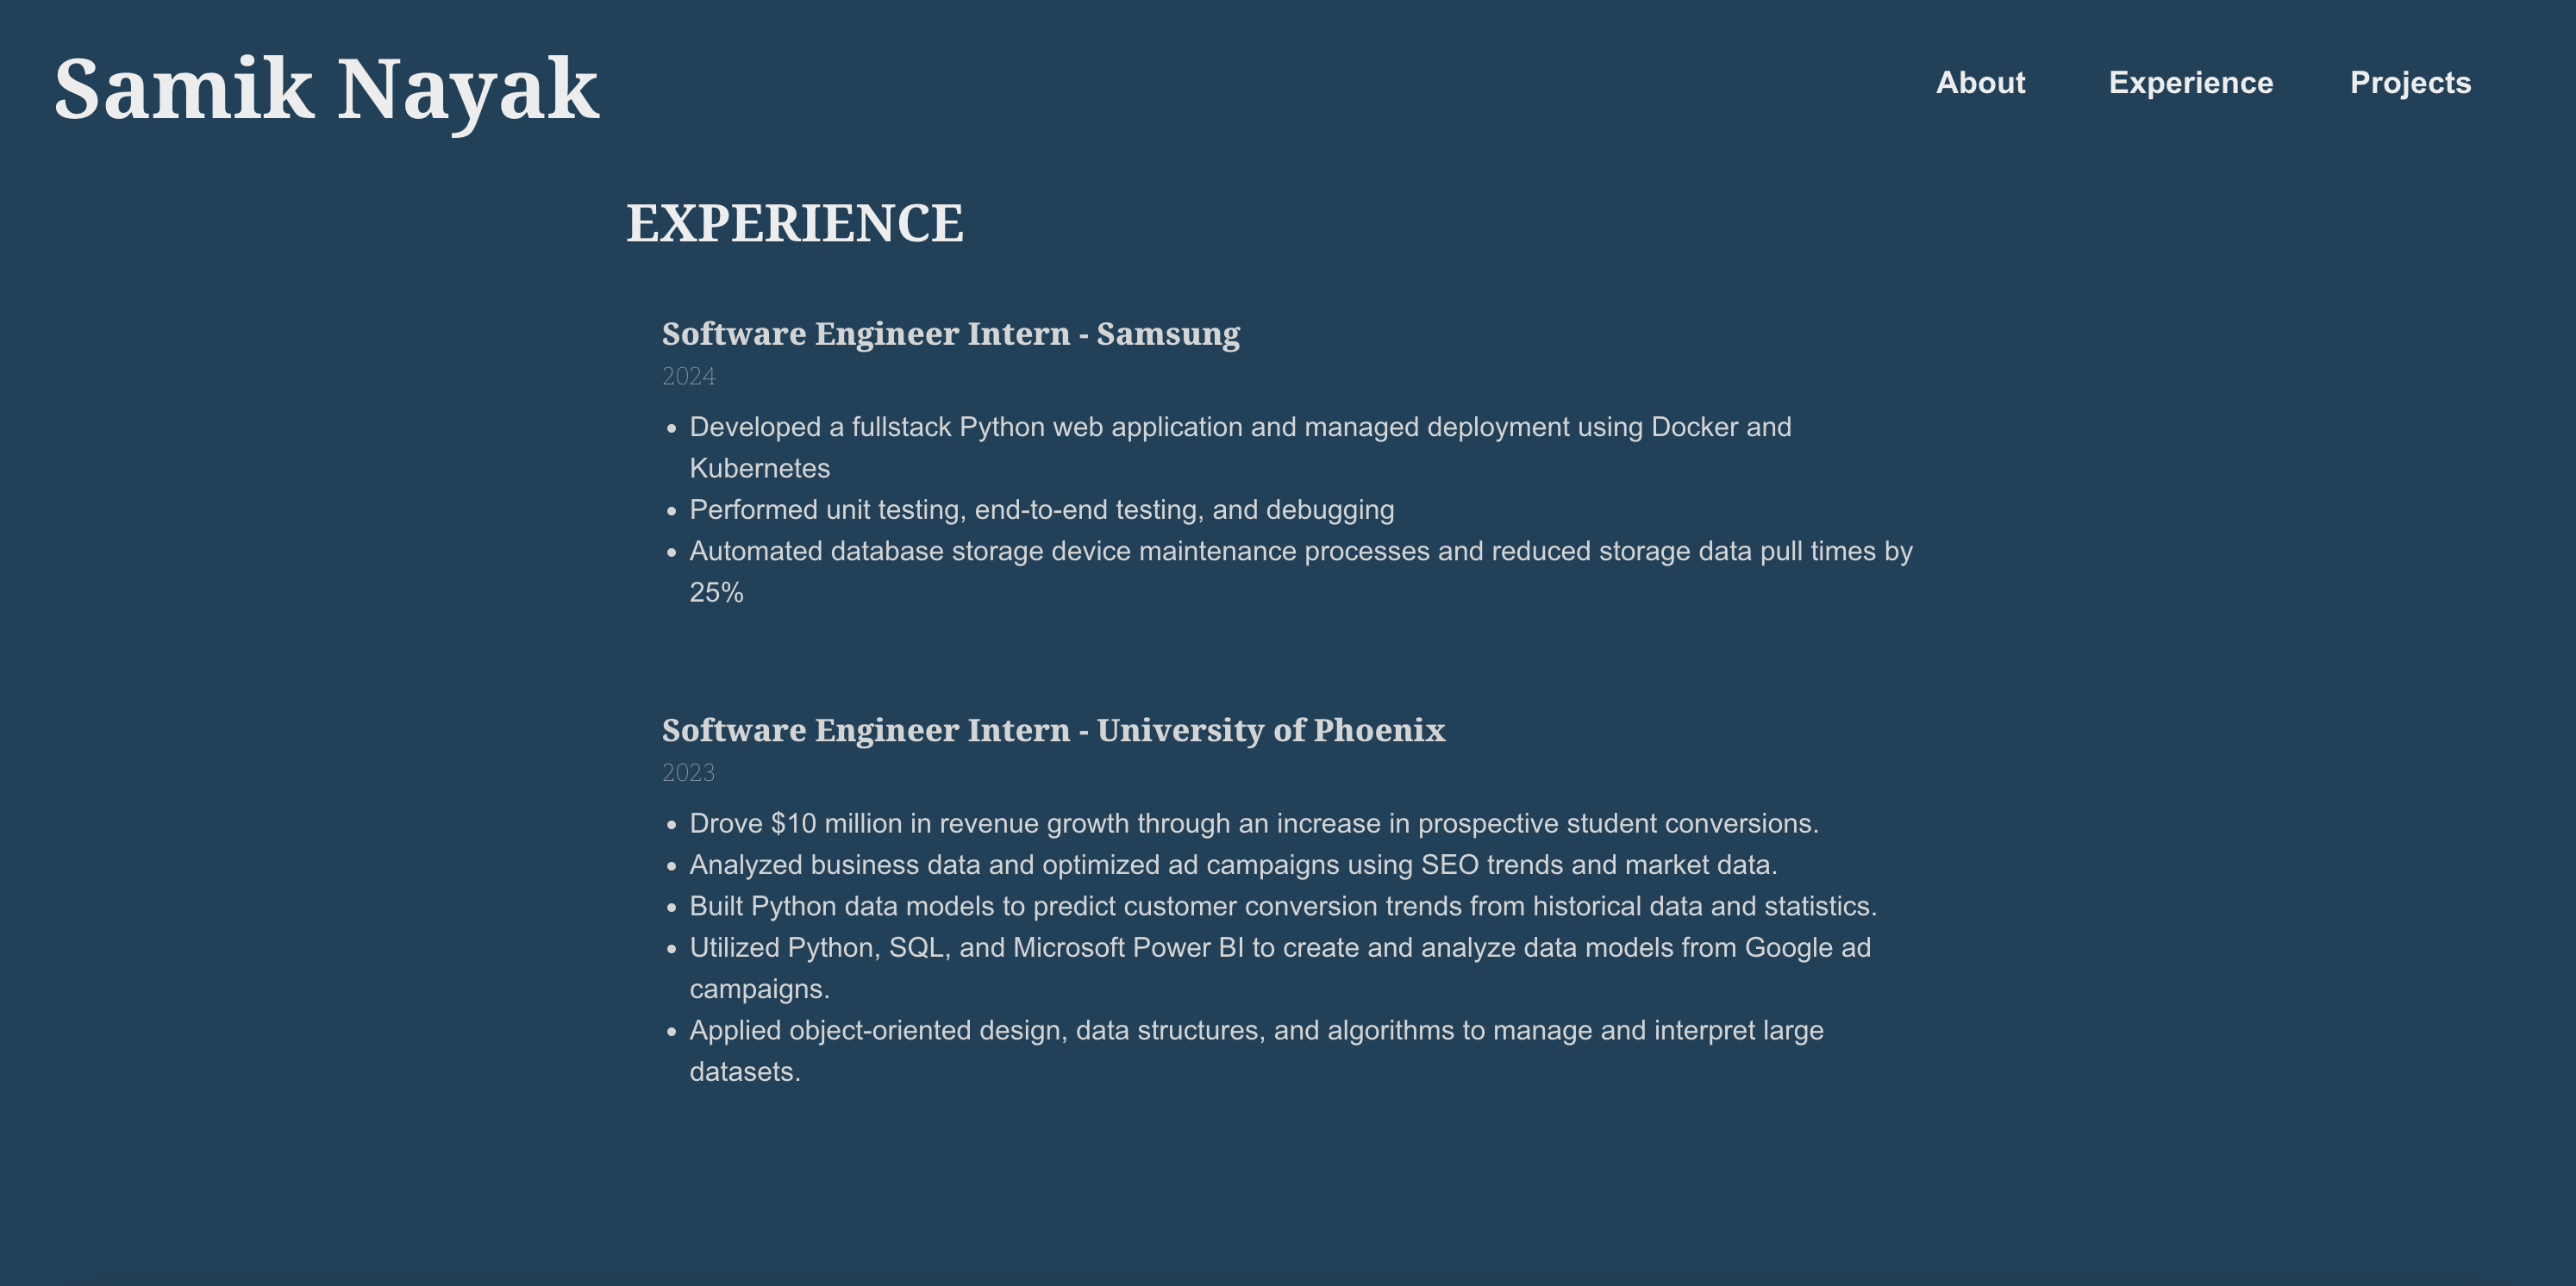 Samik Nayak
About Experience Projects
EXPERIENCE
Software Engineer Intern - Samsung
2024
• Developed a fullstack Python web application and managed deployment using Docker and
Kubernetes
• Performed unit testing, end-to-end testing, and debugging
• Automated database storage device maintenance processes and reduced storage data pull times by
25%
Software Engineer Intern - University of Phoenix
2023
• Drove $10 million in revenue growth through an increase in prospective student conversions.
• Analyzed business data and optimized ad campaigns using SEO trends and market data.
• Built Python data models to predict customer conversion trends from historical data and statistics.
• Utilized Python, SQL, and Microsoft Power BI to create and analyze data models from Google ad
campaigns.
• Applied object-oriented design, data structures, and algorithms to manage and interpret large
datasets.